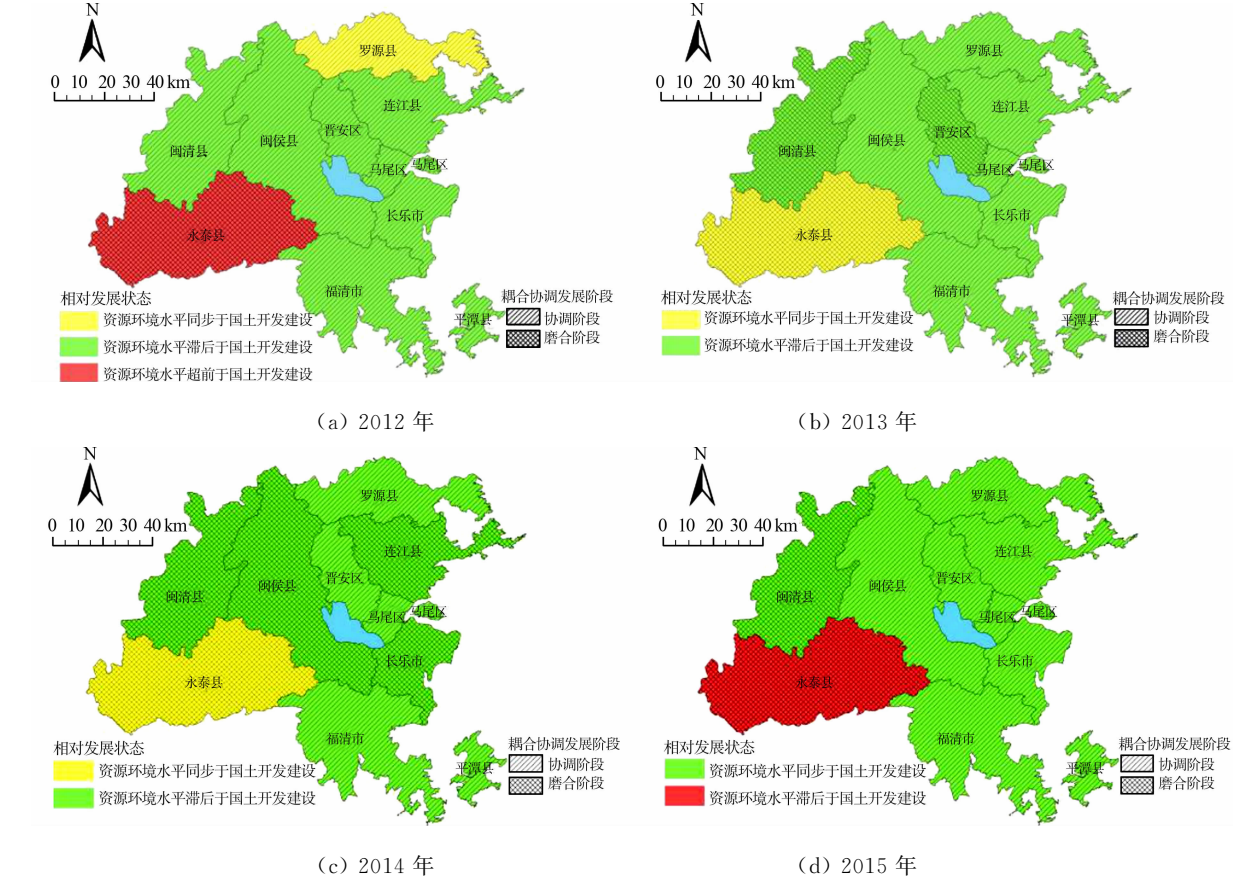 N
0 10 20 30 40 km
罗源县
连江县
晋安区
闽侯县
闽清县
马尾区
马尾区
长乐市
永泰县
福清市
平潭县
相对发展状态
资源环境水平同步于国土开发建设
资源环境水平滞后于国土开发建设
资源环境水平超前于国土开发建设
耦合协调发展阶段
协调阶段
磨合阶段
(a) 2012 年
N
0 10 20 30 40 km
罗源县
连江县
晋安区
闽侯县
闽清县
马尾区
马尾区
长乐市
永泰县
福清市
平潭县
相对发展状态
资源环境水平同步于国土开发建设
资源环境水平滞后于国土开发建设
耦合协调发展阶段
协调阶段
磨合阶段
(b) 2013 年
N
0 10 20 30 40 km
罗源县
连江县
晋安区
闽侯县
闽清县
马尾区
马尾区
长乐市
永泰县
福清市
平潭县
相对发展状态
资源环境水平同步于国土开发建设
资源环境水平滞后于国土开发建设
耦合协调发展阶段
协调阶段
磨合阶段
(c) 2014 年
N
0 10 20 30 40 km
罗源县
连江县
晋安区
闽侯县
闽清县
马尾区
马尾区
长乐市
永泰县
福清市
平潭县
相对发展状态
资源环境水平同步于国土开发建设
资源环境水平滞后于国土开发建设
耦合协调发展阶段
协调阶段
磨合阶段
(d) 2015 年